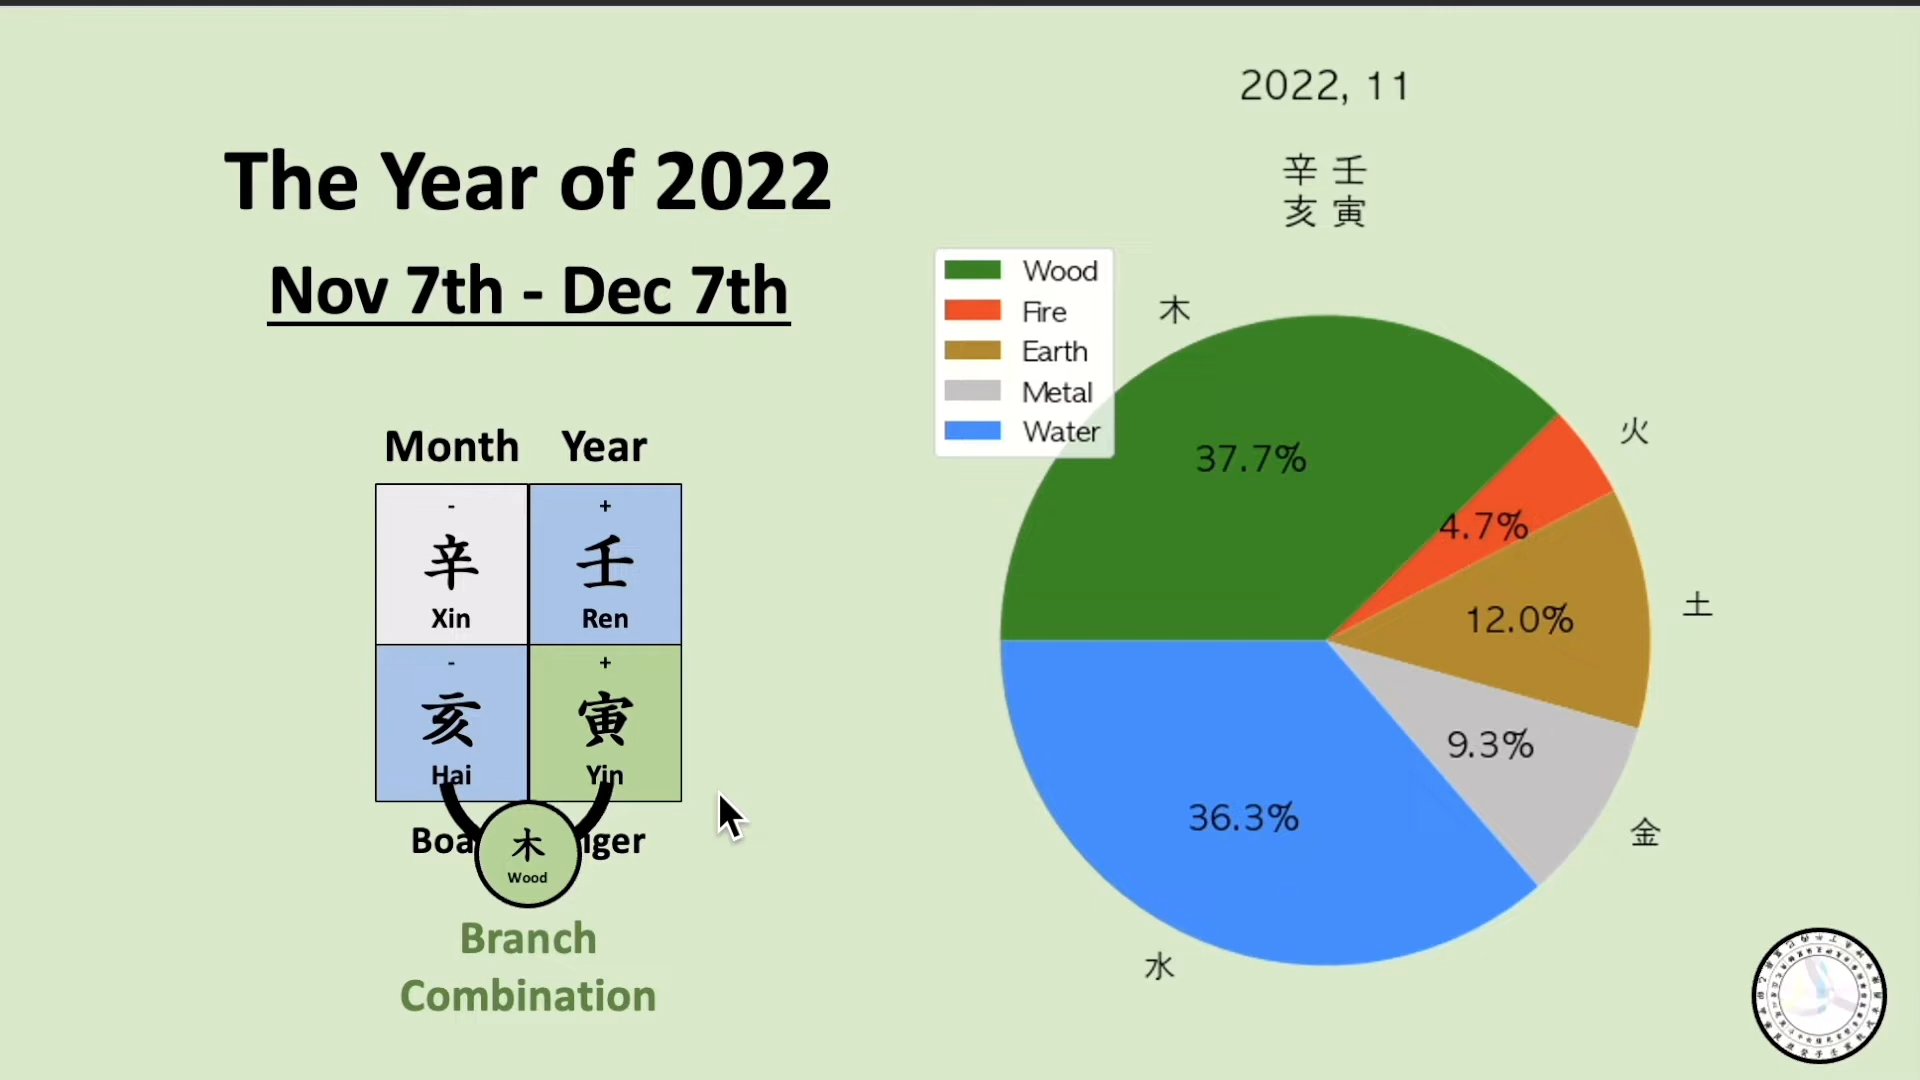 The Year of 2022
Nov 7th - Dec 7th
Month Year
- +
辛 壬
Xin Ren
- +
亥 寅
Hai Yin
Boa iger
木
Wood
Branch
Combination
2022, 11
辛 壬
亥 寅
Wood
Fire
Earth
Metal
Water
木
火
土
金
水
37.7%
4.7%
12.0%
9.3%
36.3%